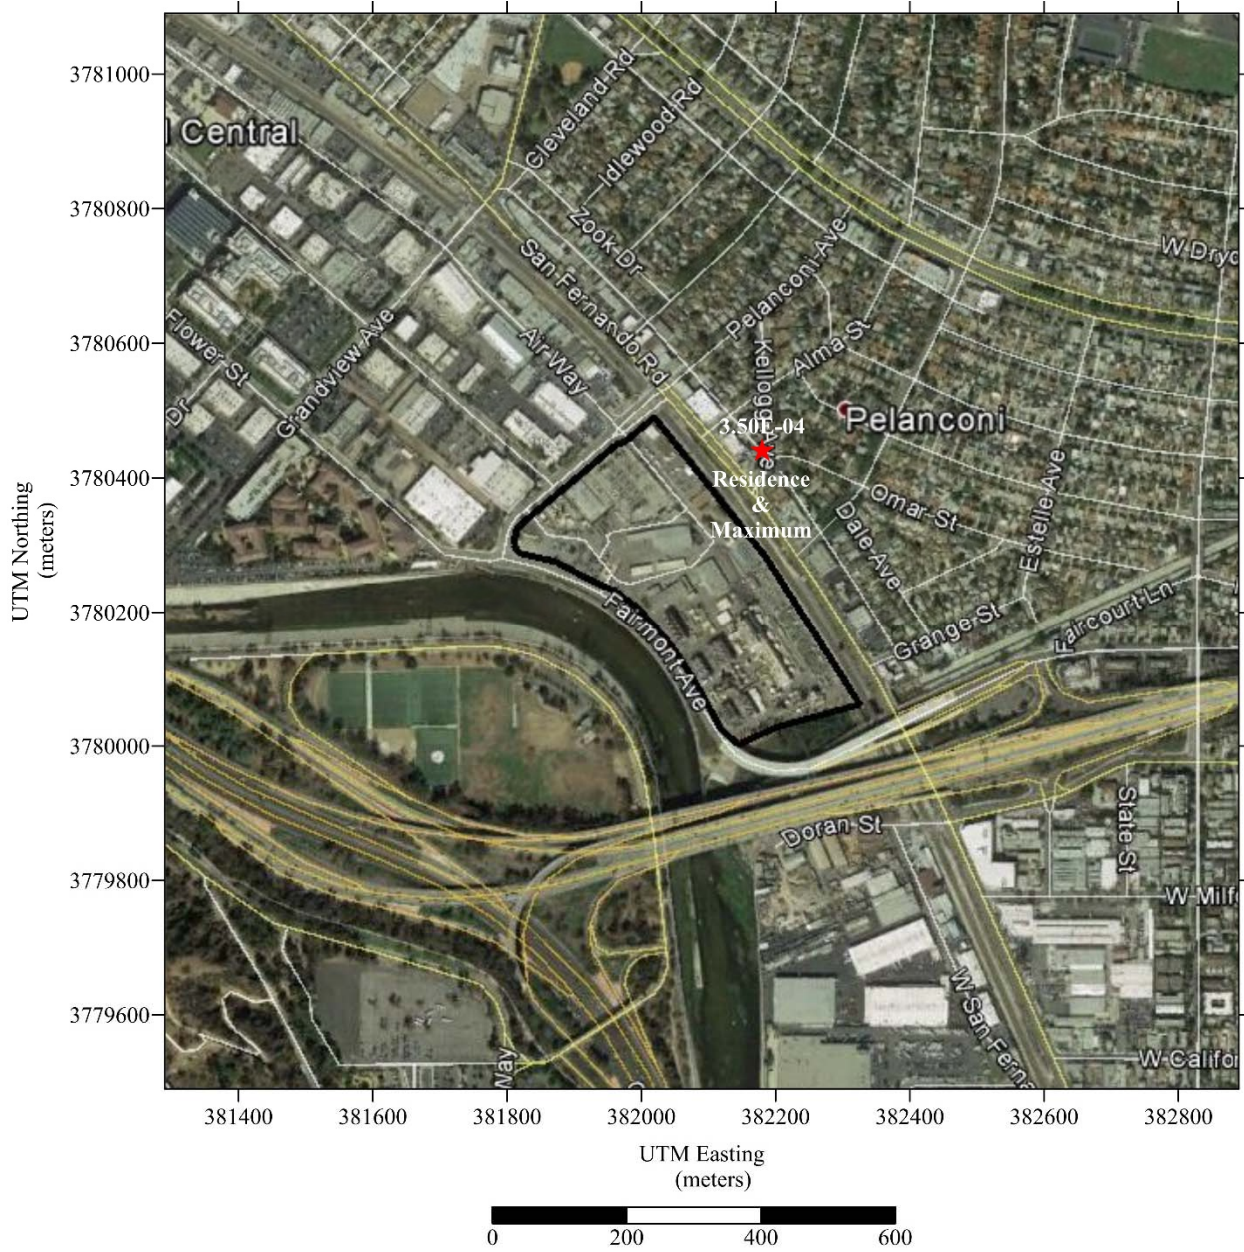 3781000
3780800
3780600
3780400
3780200
3780000
3779800
3779600
UTM Northing
(meters)
Central
Cleveland Rd
Idlewood Rd
Zook Dr
San Fernando Rd
Pelanconi Ave
W Dryd
Flower St
Grandview Ave
Air Way
Kellogg Ave
Alma St
Dr
3.50E-04
Pelanconi
Residence
&
Maximum
Omar St
Dale Ave
Estelle Ave
Fairmont Ave
Grange St
Faircourt Ln
Doran St
State St
W Milf
W San Ferna
Way
W Califor
381400
381600
381800
382000
382200
382400
382600
382800
UTM Easting
(meters)
0
200
400
600